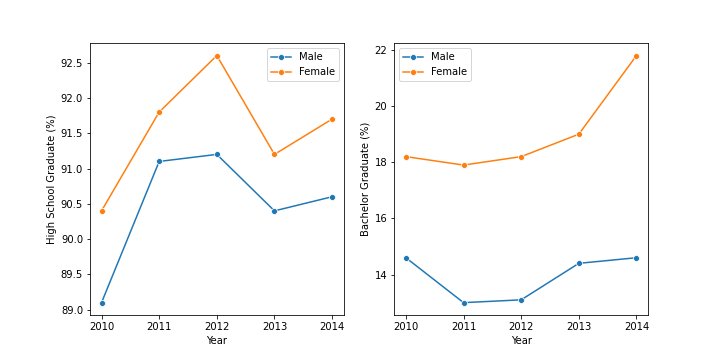 High School Graduate (%)
92.5
92.0
91.5
91.0
90.5
90.0
89.5
89.0
2010 2011 2012 2013 2014
Year
Male
Female
Bachelor Graduate (%)
22
20
18
16
14
2010 2011 2012 2013 2014
Year
Male
Female